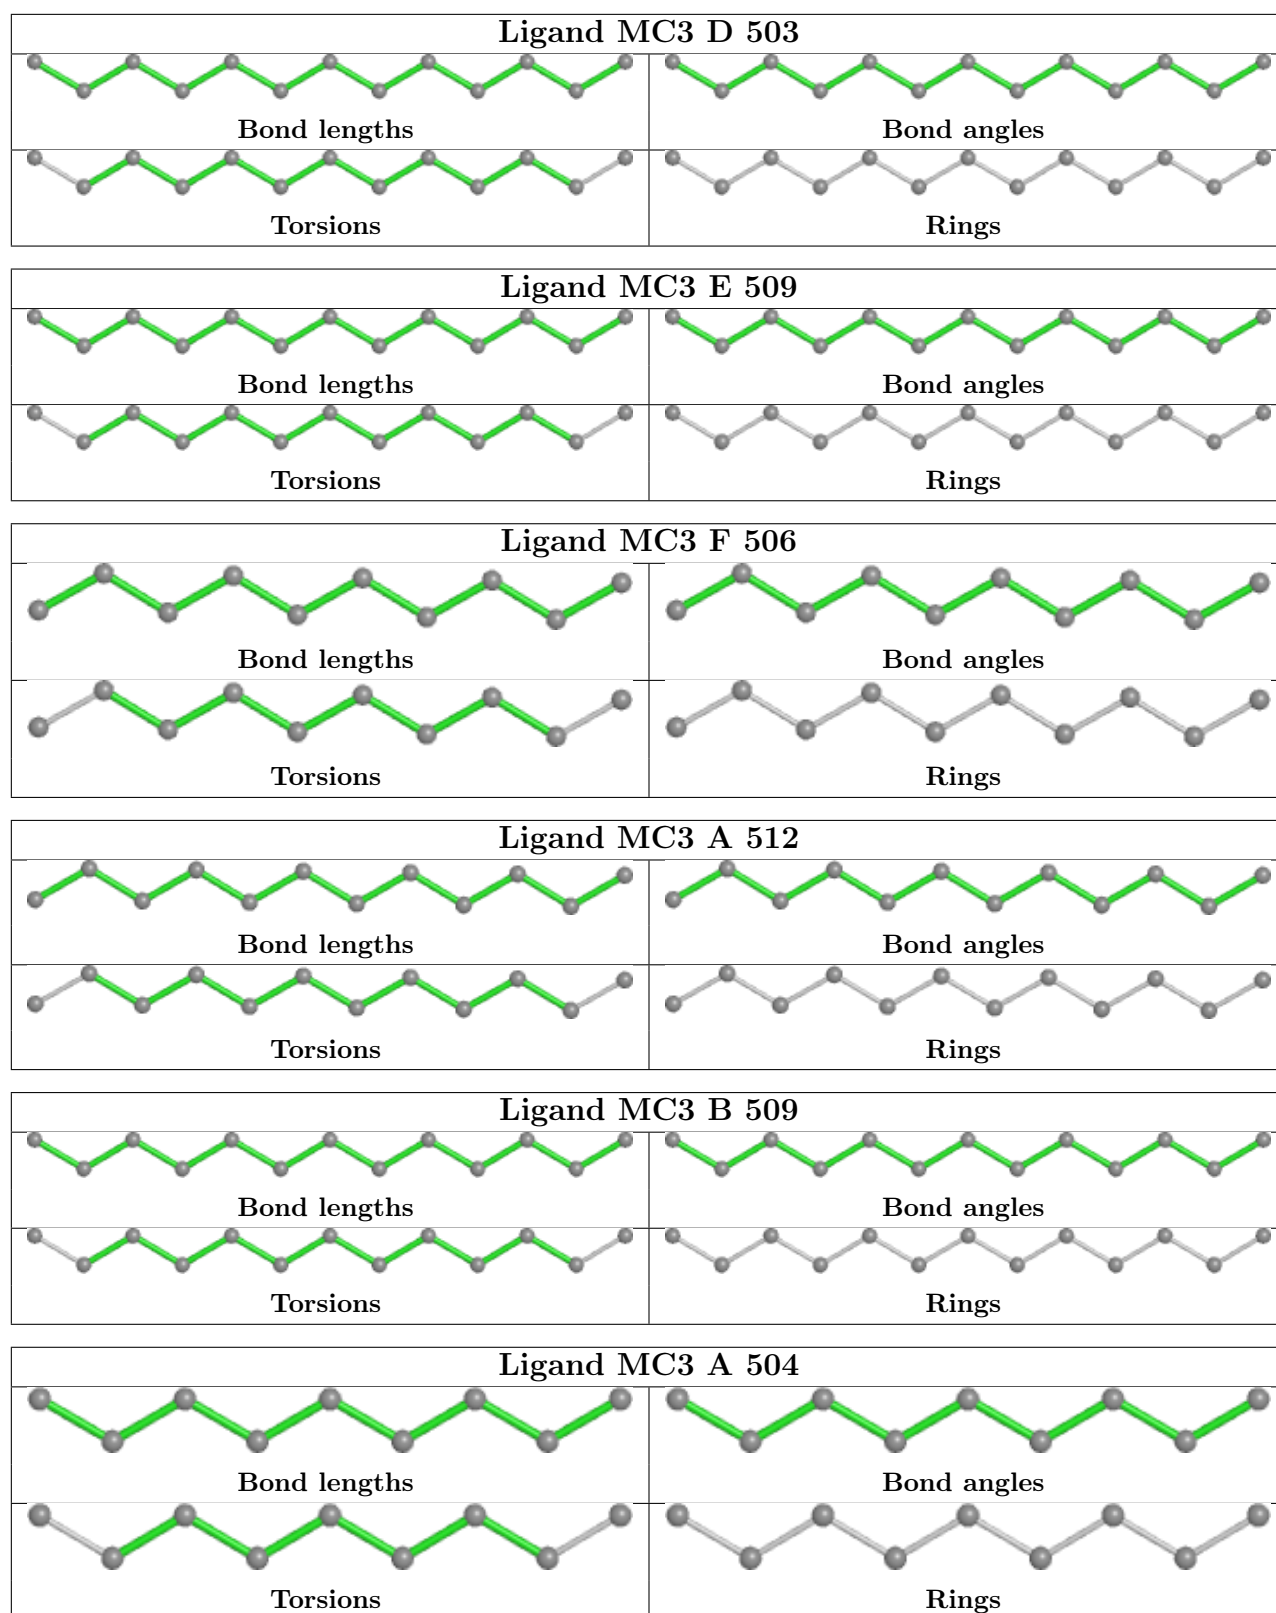 Ligand MC3 D 503
Bond lengths
Bond angles
Torsions
Rings
Ligand MC3 E 509
Bond lengths
Bond angles
Torsions
Rings
Ligand MC3 F 506
Bond lengths
Bond angles
Torsions
Rings
Ligand MC3 A 512
Bond lengths
Bond angles
Torsions
Rings
Ligand MC3 B 509
Bond lengths
Bond angles
Torsions
Rings
Ligand MC3 A 504
Bond lengths
Bond angles
Torsions
Rings